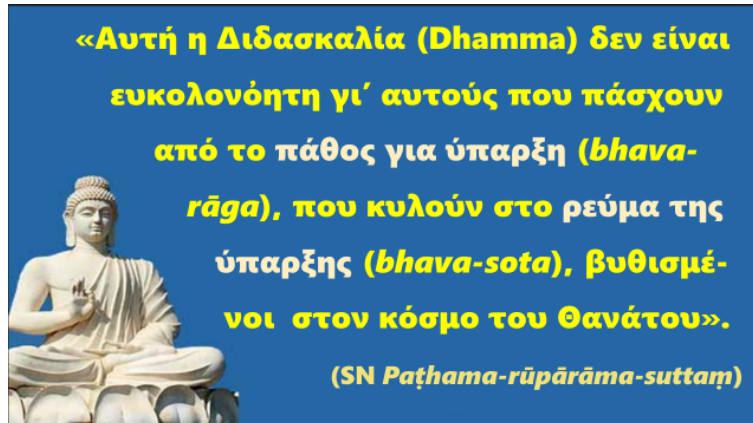 «Αυτή η Διδασκαλία (Dhamma) δεν είναι
ευκολονόητη γι΄ αυτούς που πάσχουν
από το πάθος για ύπαρξη (bhava-
rāga), που κυλούν στο ρεύμα της
ύπαρξης (bhava-sota), βυθισμέ-
νοι στον κόσμο του Θανάτου».
(SN Paṭhama-rūpārāma-suttaṃ)